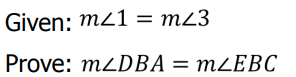 Given: m∠1 = m∠3
Prove: m∠DBA = m∠EBC